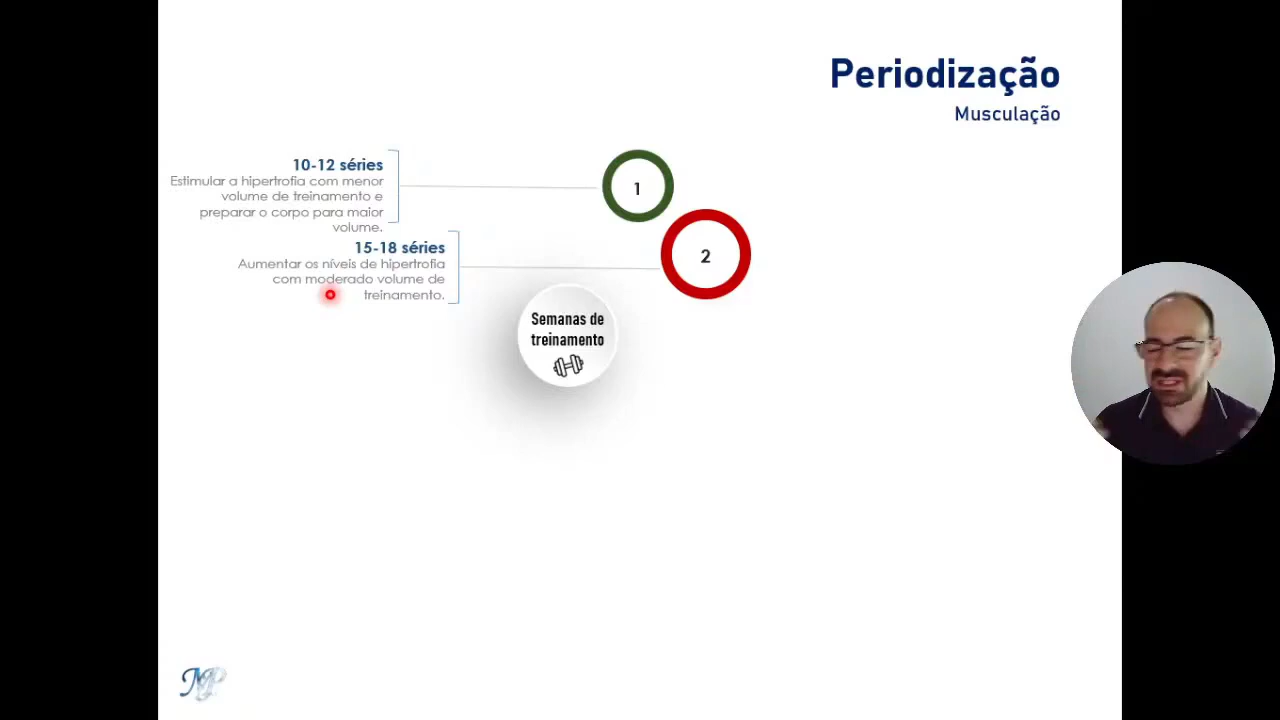 Periodização
Musculação
10-12 séries
Estimular a hipertrofia com menor
volume de treinamento e
preparar o corpo para maior
volume.
1
15-18 séries
Aumentar os níveis de hipertrofia
com moderado volume de
treinamento.
2
Semanas de
treinamento
MP